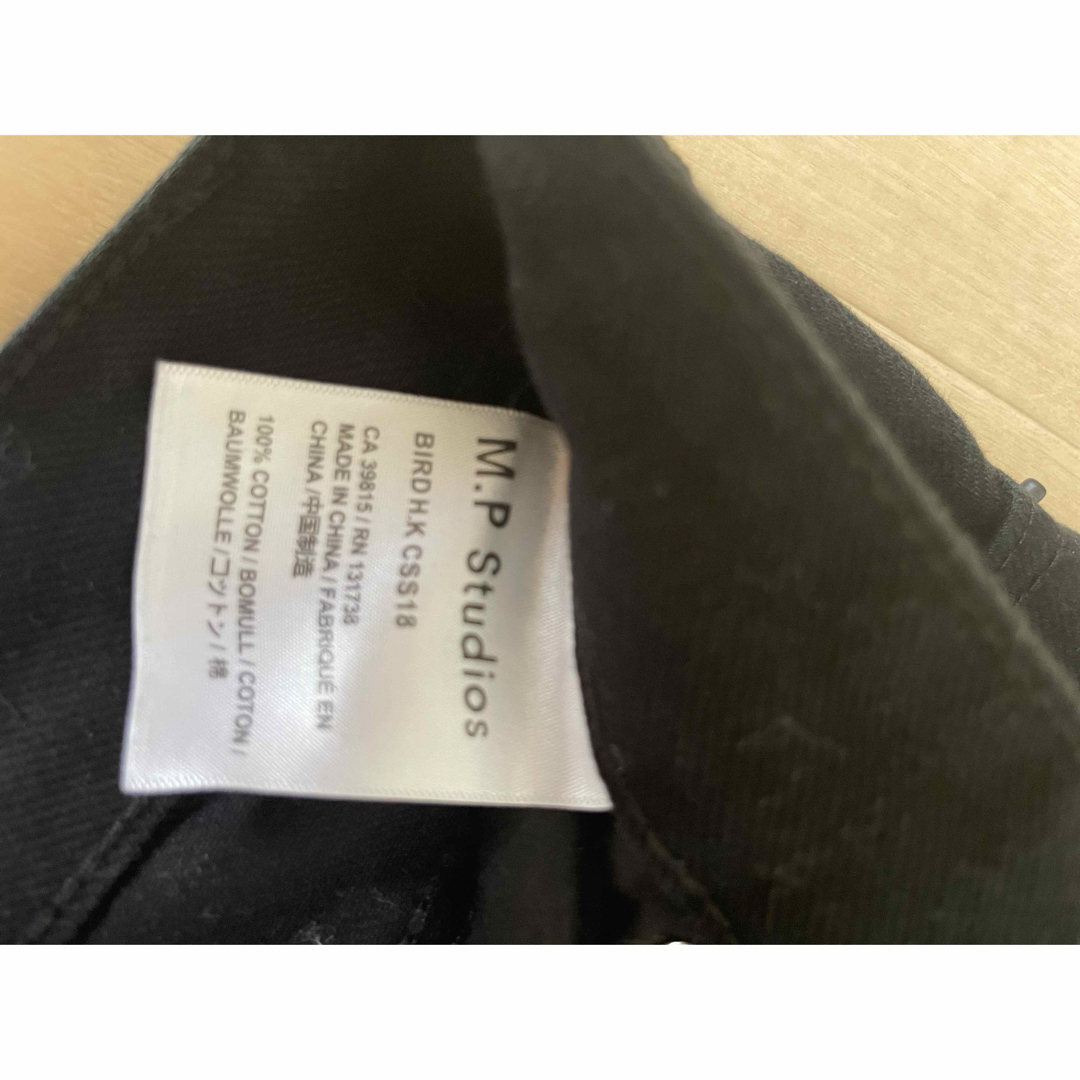 M.P Studios
BIRD H.K CSS18
CA 39815 / RN 131738
MADE IN CHINA / FABRIQUÉ EN
CHINA /中国制造
100% COTTON / BOMULL / COTON /
BAUMWOLLE /コットン / 棉